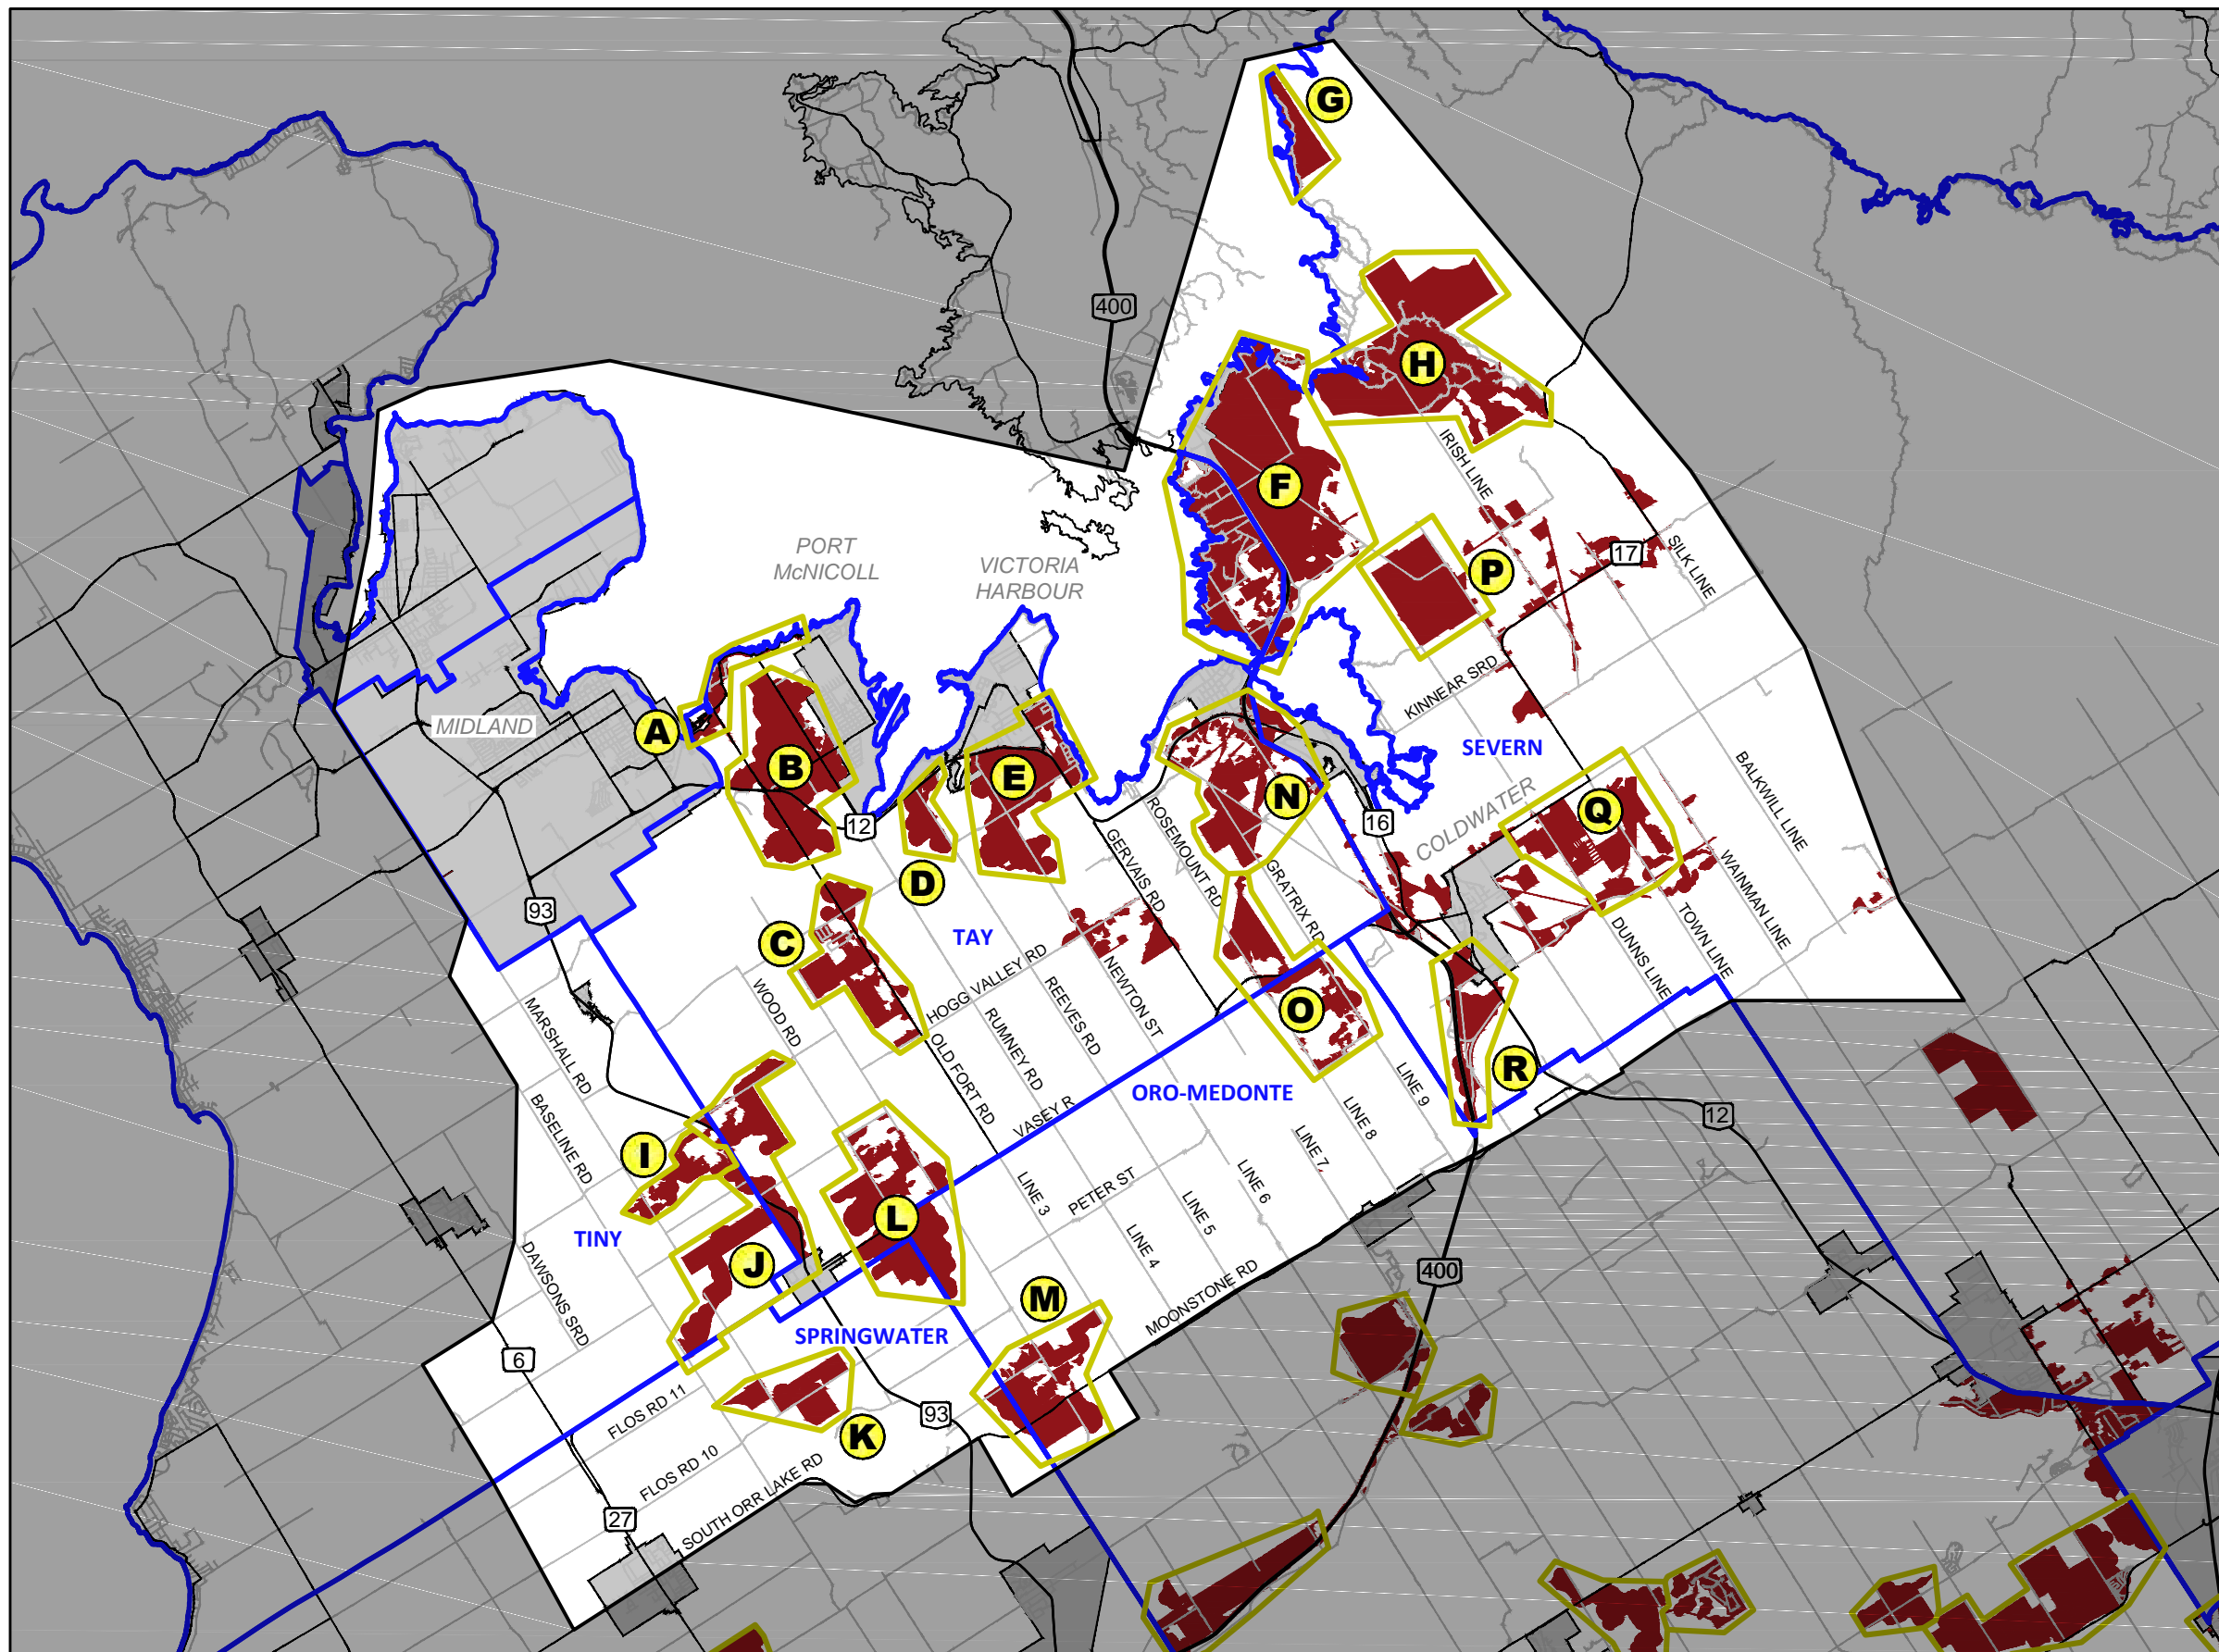 G
400
H
IRISH LINE
F
PORT
McNICOLL
VICTORIA
HARBOUR
17
SILK LINE
P
KINNEAR SRD
MIDLAND
A
SEVERN
B
E
BALKWILL LINE
N
Q
ROSEMOUNT RD
12
16
COLDWATER
GERVAIS RD
D
GRATRIX RD
WAINMAN LINE
93
TOWN LINE
C
TAY
DUNNS LINE
HOGG VALLEY RD
NEWTON ST
REEVES RD
WOOD RD
RUMNEY RD
MARSHALL RD
O
OLD FORT RD
R
LINE 9
ORO-MEDONTE
VASEY R
12
BASELINE RD
LINE 8
I
LINE 7
LINE 6
LINE 3
PETER ST
LINE 5
L
TINY
LINE 4
J
DAWSONS SRD
400
M
MOONSTONE RD
SPRINGWATER
6
FLOS RD 11
93
K
FLOS RD 10
SOUTH ORR LAKE RD
27